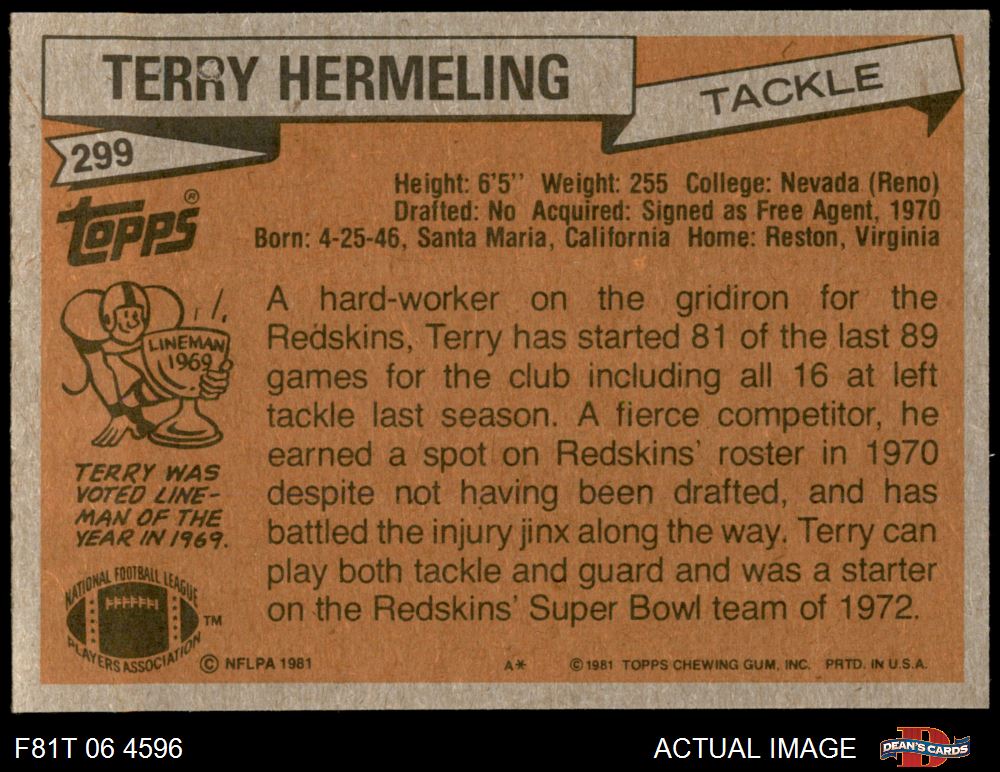 TERRY HERMELING
TACKLE
299
TOPPS®
Height: 6'5'' Weight: 255 College: Nevada (Reno)
Drafted: No Acquired: Signed as Free Agent, 1970
Born: 4-25-46, Santa Maria, California Home: Reston, Virginia
LINEMAN
1969
TERRY WAS
VOTED LINE-
MAN OF THE
YEAR IN 1969.
A hard-worker on the gridiron for the
Redskins, Terry has started 81 of the last 89
games for the club including all 16 at left
tackle last season. A fierce competitor, he
earned a spot on Redskins' roster in 1970
despite not having been drafted, and has
battled the injury jinx along the way. Terry can
play both tackle and guard and was a starter
on the Redskins' Super Bowl team of 1972.
NATIONAL FOOTBALL LEAGUE
PLAYERS ASSOCIATION
TM
© NFLPA 1981
A*
© 1981 TOPPS CHEWING GUM, INC. PRTD. IN U.S.A.
F81T 06 4596
ACTUAL IMAGE
D
DEAN'S CARDS